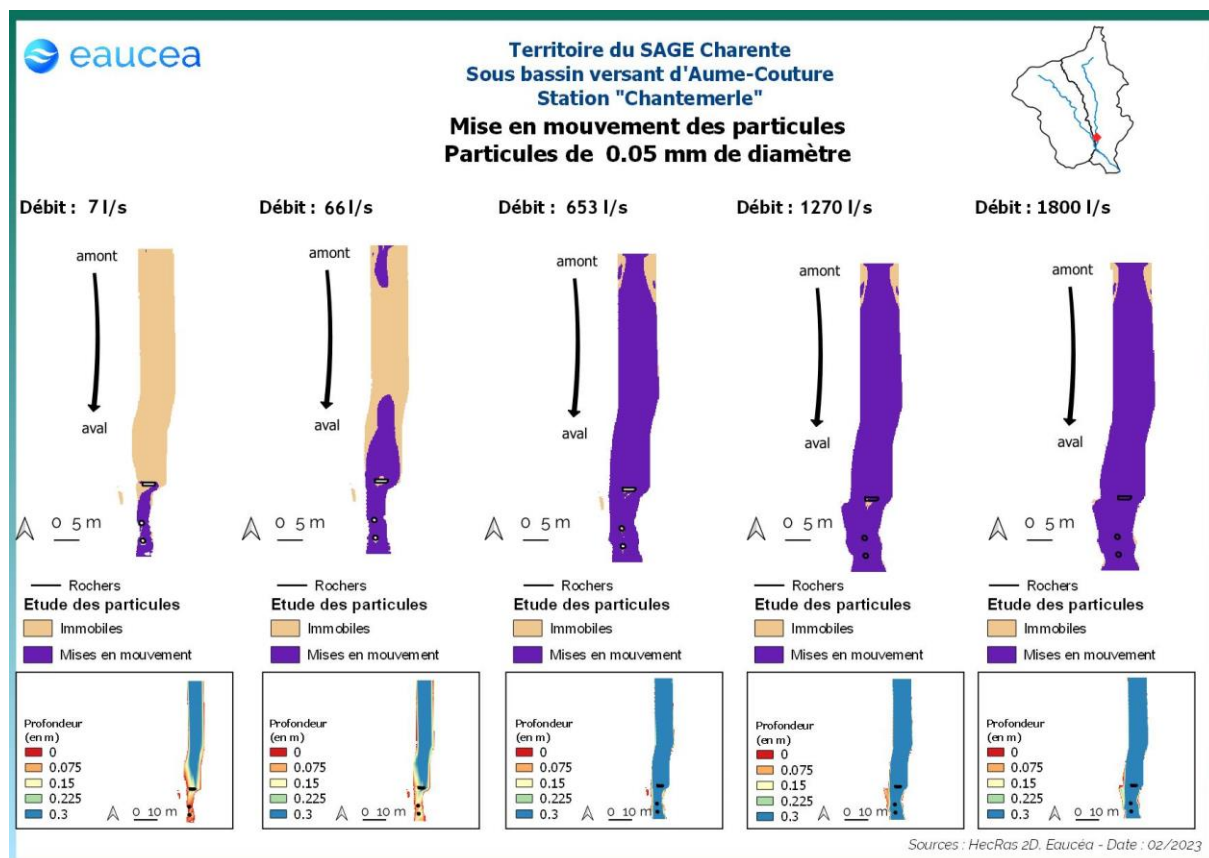 eaucea
Territoire du SAGE Charente
Sous bassin versant d'Aume-Couture
Station "Chantemerle"
Mise en mouvement des particules
Particules de 0.05 mm de diamètre
Débit : 7 l/s
Débit : 66 l/s
Débit : 653 l/s
Débit : 1270 l/s
Débit : 1800 l/s
amont
aval
0 5 m
amont
aval
0 5 m
amont
aval
0 5 m
amont
aval
0 5 m
amont
aval
0 5 m
Rochers
Etude des particules
Immobiles
Mises en mouvement
Rochers
Etude des particules
Immobiles
Mises en mouvement
Rochers
Etude des particules
Immobiles
Mises en mouvement
Rochers
Etude des particules
Immobiles
Mises en mouvement
Rochers
Etude des particules
Immobiles
Mises en mouvement
Profondeur
(en m)
0
0.075
0.15
0.225
0.3
0 10 m
Profondeur
(en m)
0
0.075
0.15
0.225
0.3
0 10 m
Profondeur
(en m)
0
0.075
0.15
0.225
0.3
0 10 m
Profondeur
(en m)
0
0.075
0.15
0.225
0.3
0 10 m
Profondeur
(en m)
0
0.075
0.15
0.225
0.3
0 10 m
Sources : HecRas 2D, Eaucéa - Date : 02/2023